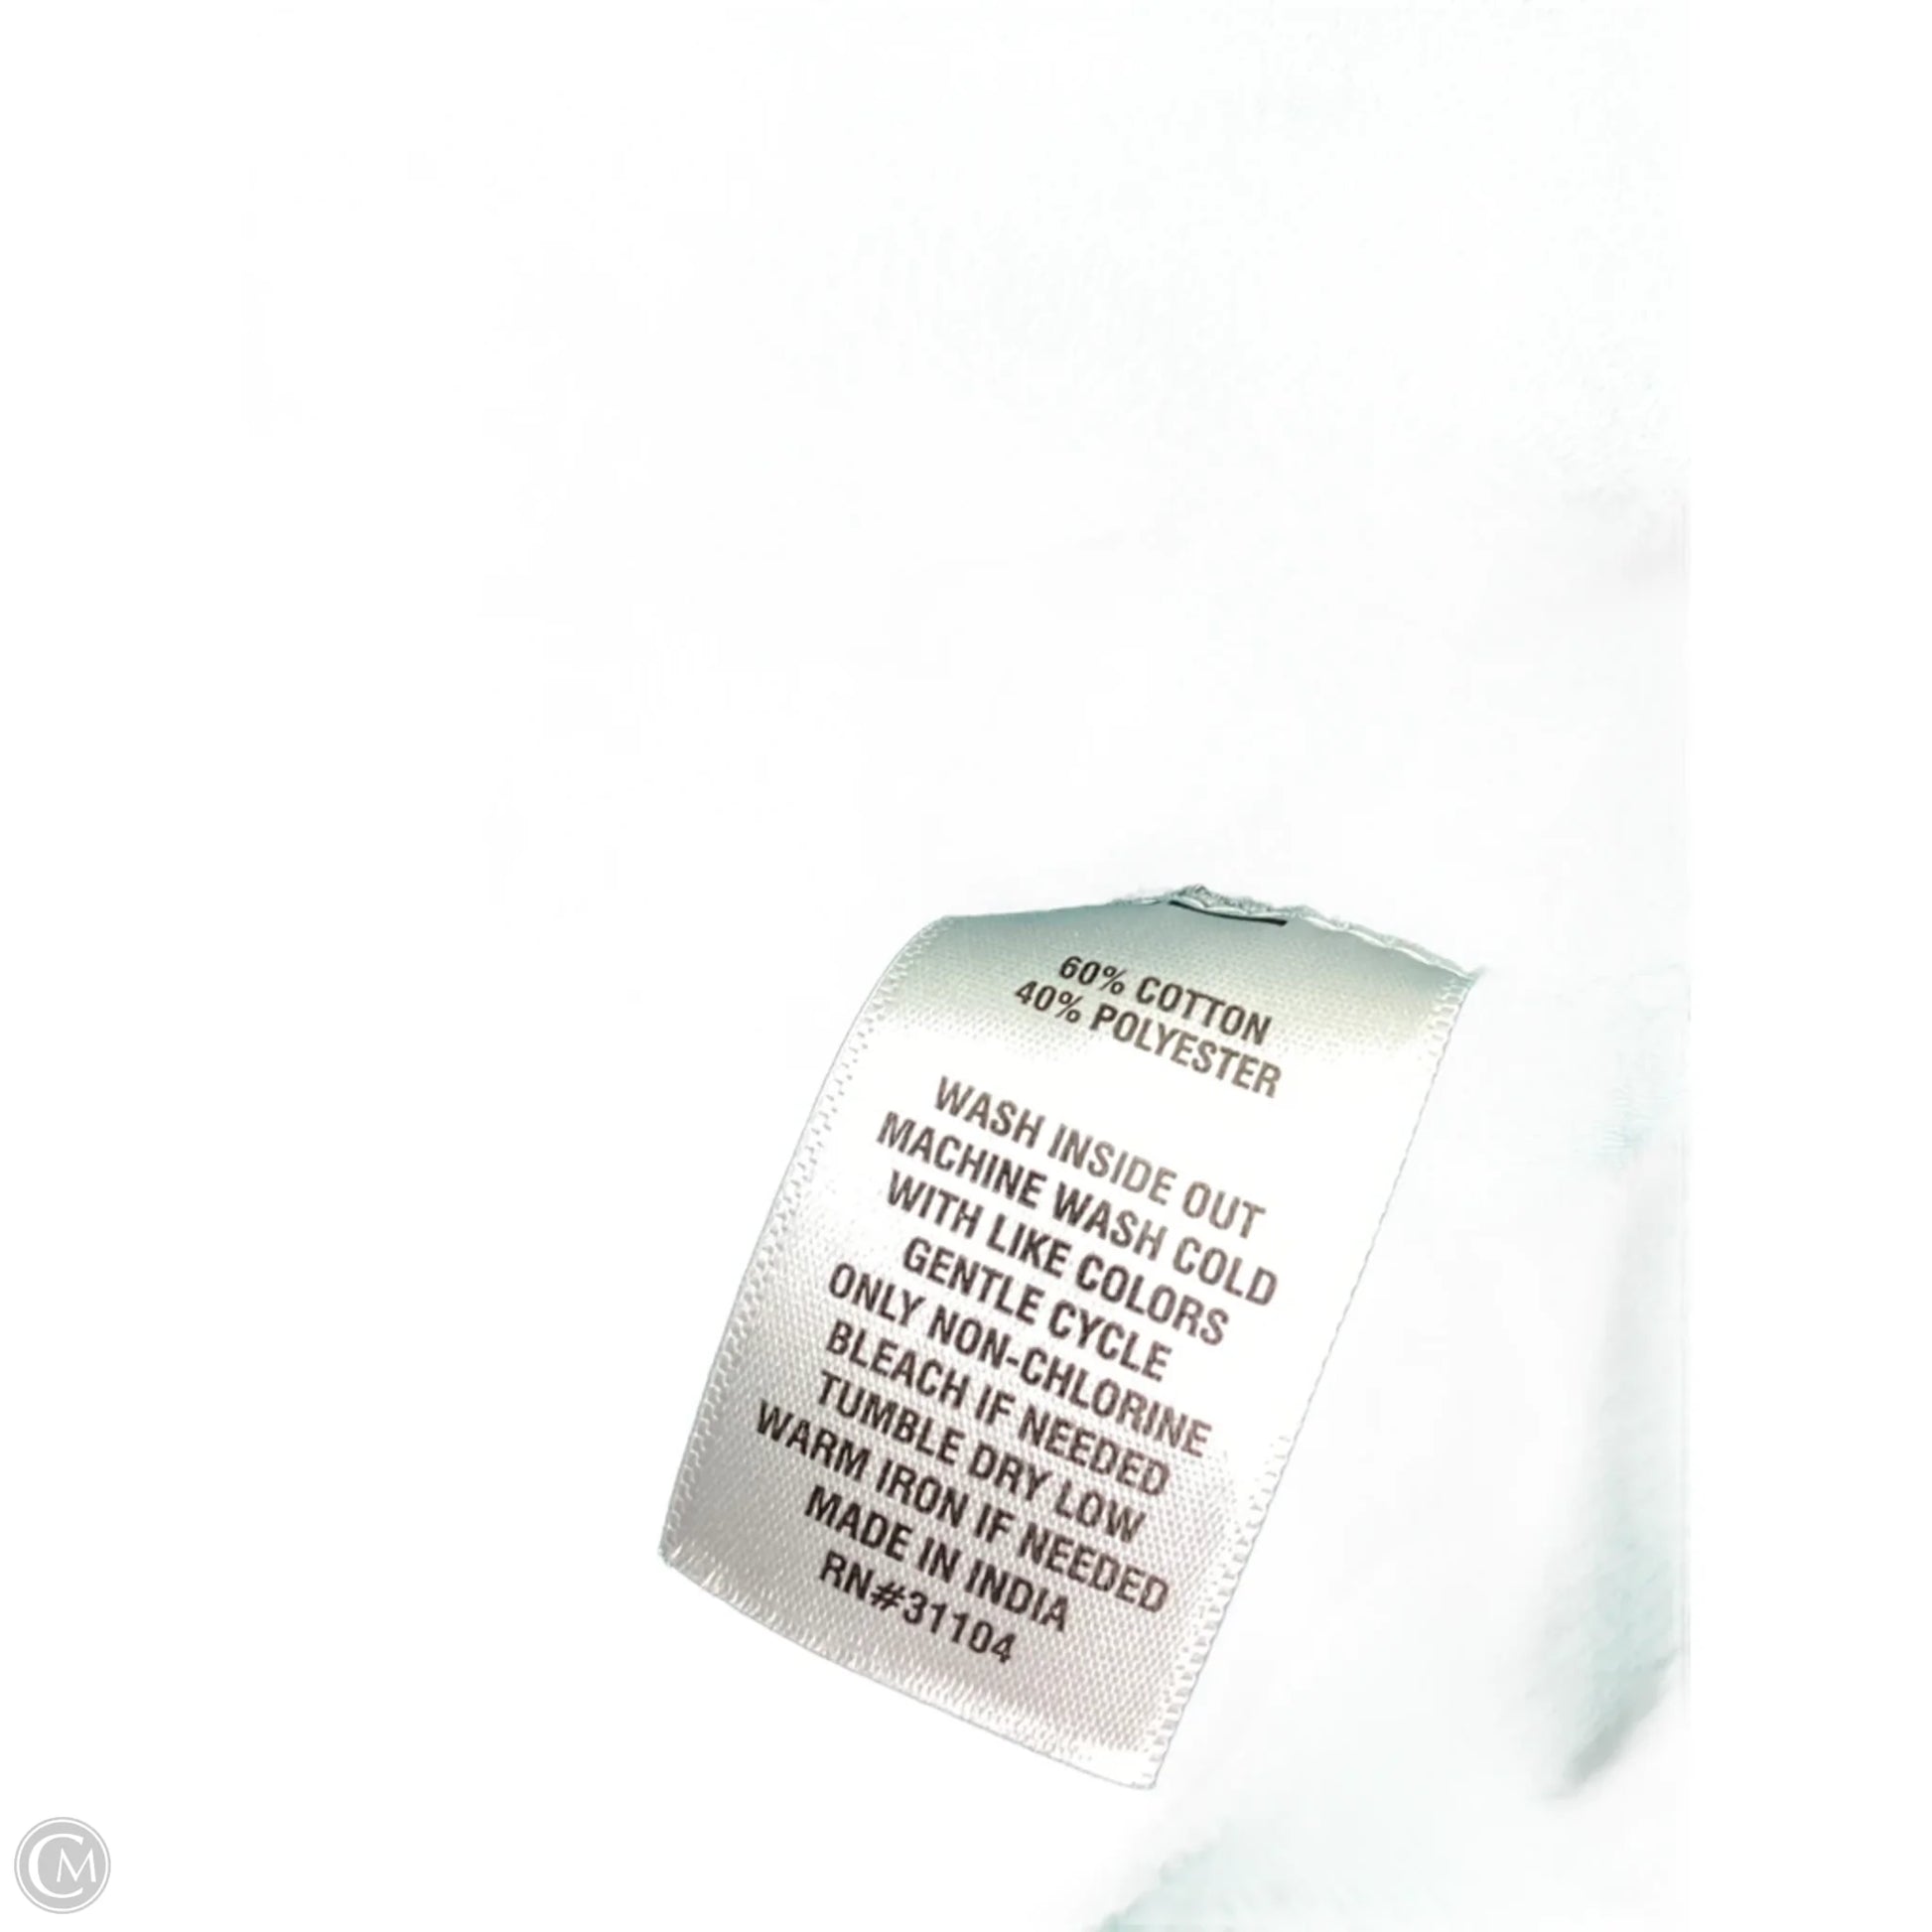 60% COTTON
40% POLYESTER
WASH INSIDE OUT
MACHINE WASH COLD
WITH LIKE COLORS
GENTLE CYCLE
ONLY NON-CHLORINE
BLEACH IF NEEDED
TUMBLE DRY LOW
WARM IRON IF NEEDED
MADE IN INDIA
RN#31104
CM